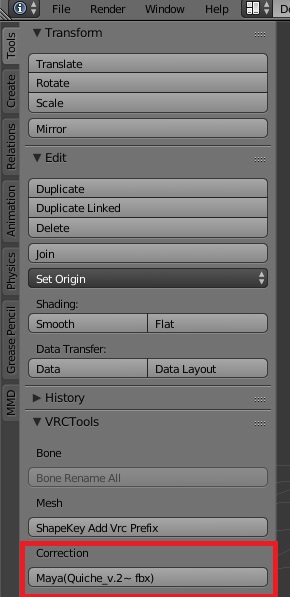 File Render Window Help
Tools
Create
Relations
Animation
Physics
Grease Pencil
MMD
Transform
Translate
Rotate
Scale
Mirror
Edit
Duplicate
Duplicate Linked
Delete
Join
Set Origin
Shading:
Smooth Flat
Data Transfer:
Data Data Layout
History
VRCTools
Bone
Bone Rename All
Mesh
ShapeKey Add Vrc Prefix
Correction
Maya(Quiche_v.2~ fbx)